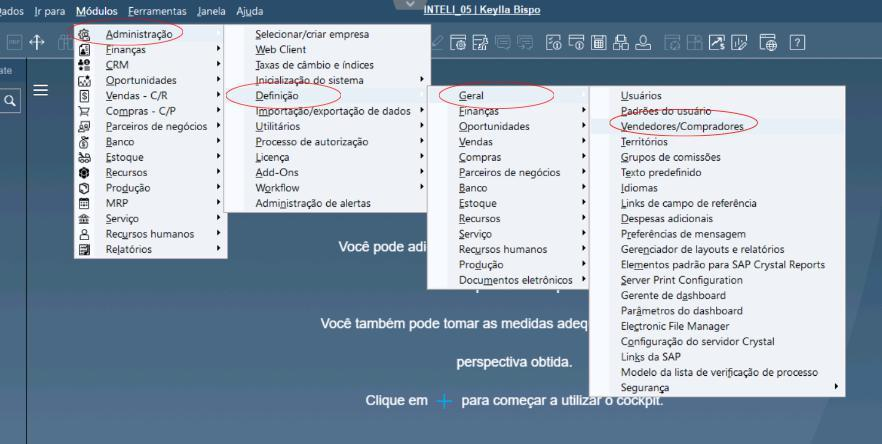 Dados Ir para Módulos Ferramentas Janela Ajuda
INTELI_05 | Keylla Bispo
Administração
Finanças
CRM
Oportunidades
Vendas - C/R
Compras - C/P
Parceiros de negócios
Banco
Estoque
Recursos
Produção
MRP
Serviço
Recursos humanos
Relatórios
Selecionar/criar empresa
Web Client
Taxas de câmbio e índices
Inicialização do sistema
Definição
Importação/exportação de dados
Utilitários
Processo de autorização
Licença
Add-Ons
Workflow
Administração de alertas
Geral
Finanças
Oportunidades
Vendas
Compras
Parceiros de negócios
Banco
Estoque
Recursos
Serviço
Recursos humanos
Produção
Documentos eletrônicos
Usuários
Padrões do usuário
Vendedores/Compradores
Territórios
Grupos de comissões
Texto predefinido
Idiomas
Links de campo de referência
Despesas adicionais
Preferências de mensagem
Gerenciador de layouts e relatórios
Elementos padrão para SAP Crystal Reports
Server Print Configuration
Gerente de dashboard
Parâmetros do dashboard
Electronic File Manager
Configuração do servidor Crystal
Links da SAP
Modelo da lista de verificação de processo
Segurança
Você pode adi
Você também pode tomar as medidas adeq
perspectiva obtida.
Clique em + para começar a utilizar o cockpit.